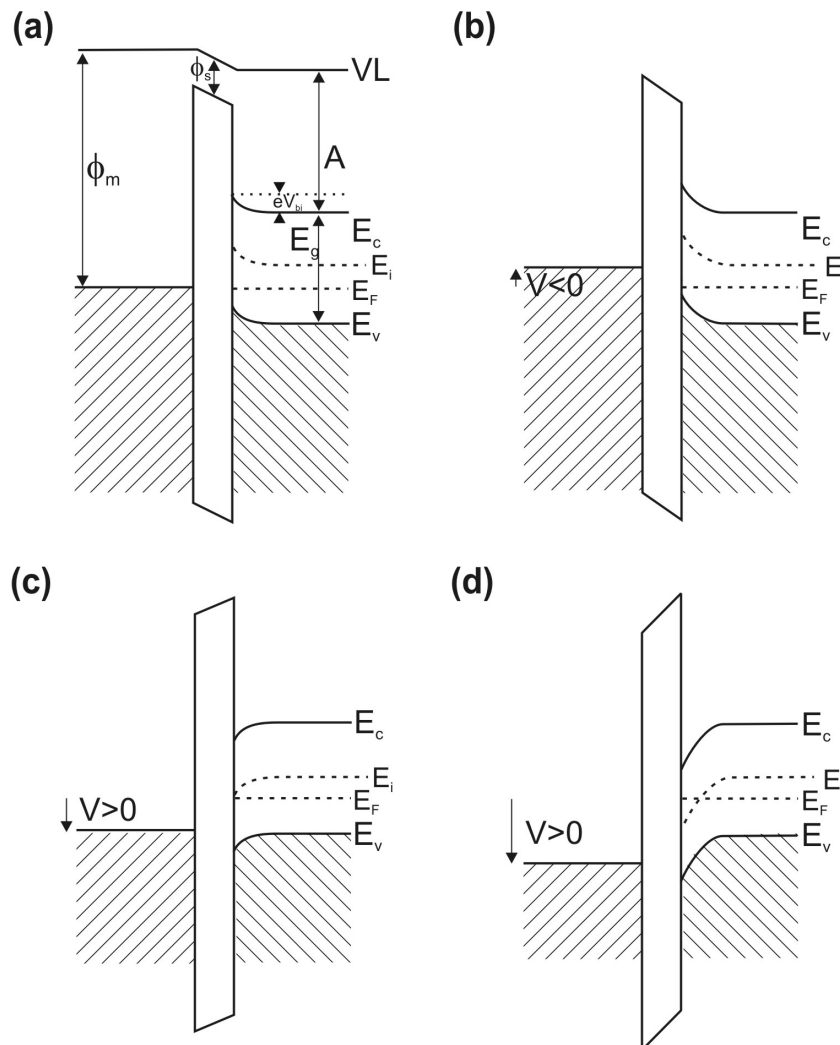 (a)
VL
ϕs
ϕm
A
eVbi
Eg
Ec
Ei
EF
Ev
(b)
Ec
E
V<0
EF
Ev
(c)
Ec
Ei
V>0
EF
Ev
(d)
Ec
E
V>0
EF
Ev